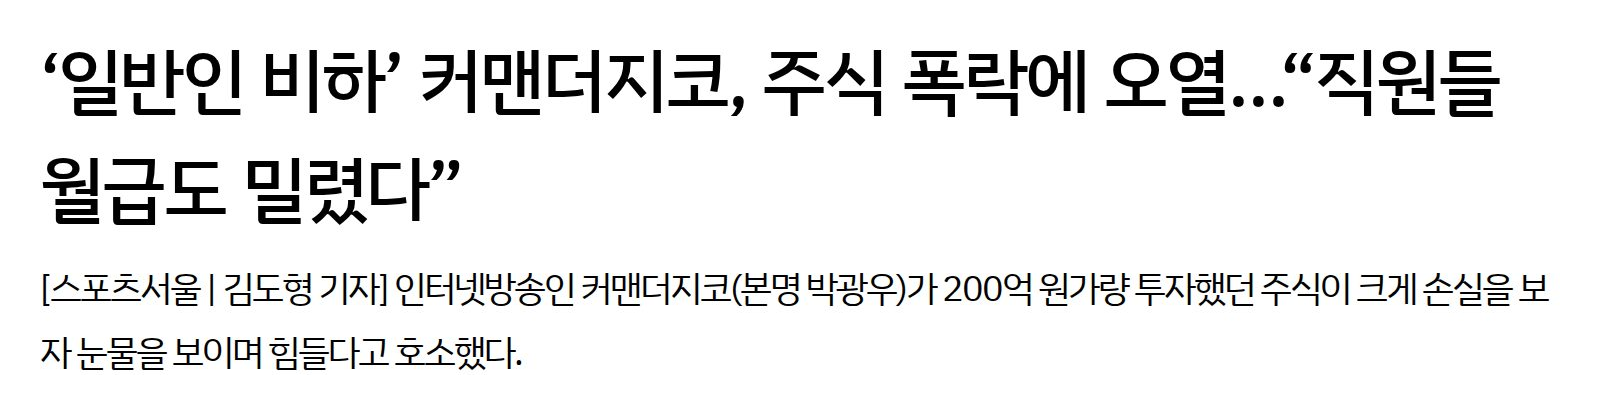 ‘일반인 비하’ 커맨더지코, 주식 폭락에 오열…“직원들
월급도 밀렸다”
[스포츠서울 | 김도형 기자] 인터넷방송인 커맨더지코(본명 박광우)가 200억 원가량 투자했던 주식이 크게 손실을 보
자 눈물을 보이며 힘들다고 호소했다.